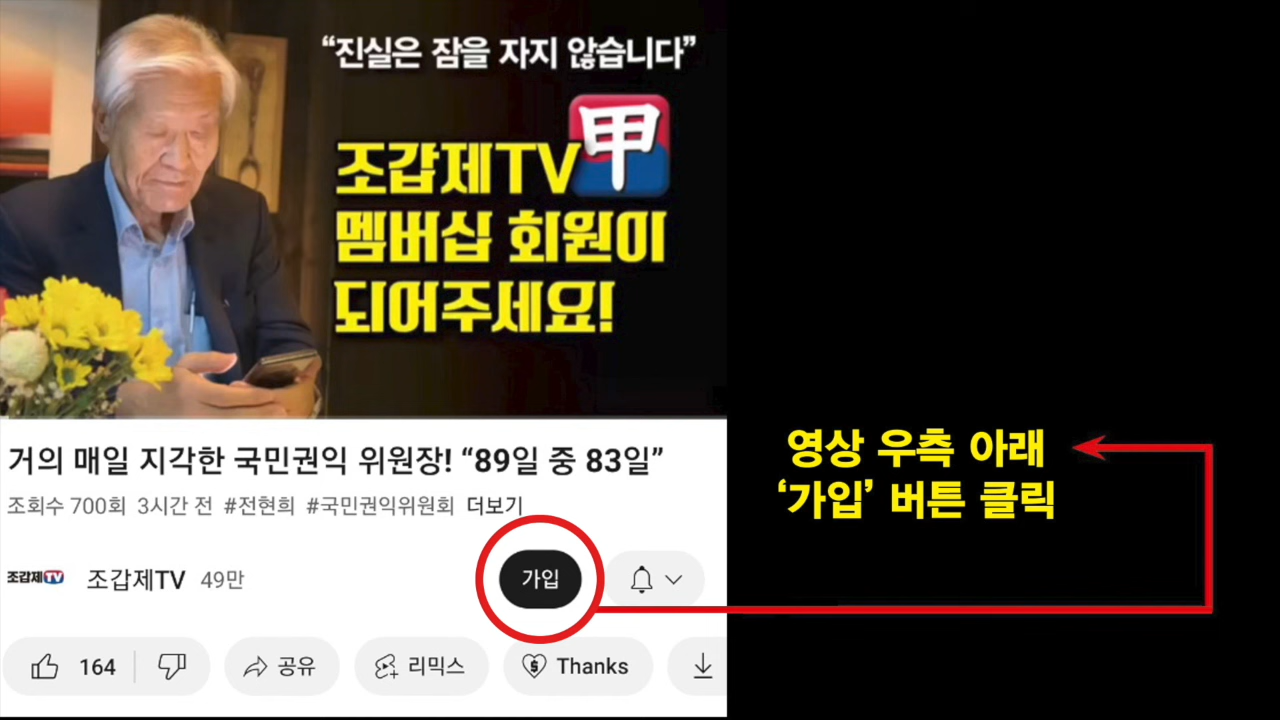 “진실은 잠을 자지 않습니다”
조갑제TV甲
멤버십 회원이
되어주세요!
거의 매일 지각한 국민권익 위원장! “89일 중 83일”
조회수 700회 3시간 전 #전현희 #국민권익위원회 더보기
조갑제TV 조갑제TV 49만 가입
164 공유 리믹스 Thanks
영상 우측 아래
‘가입’ 버튼 클릭